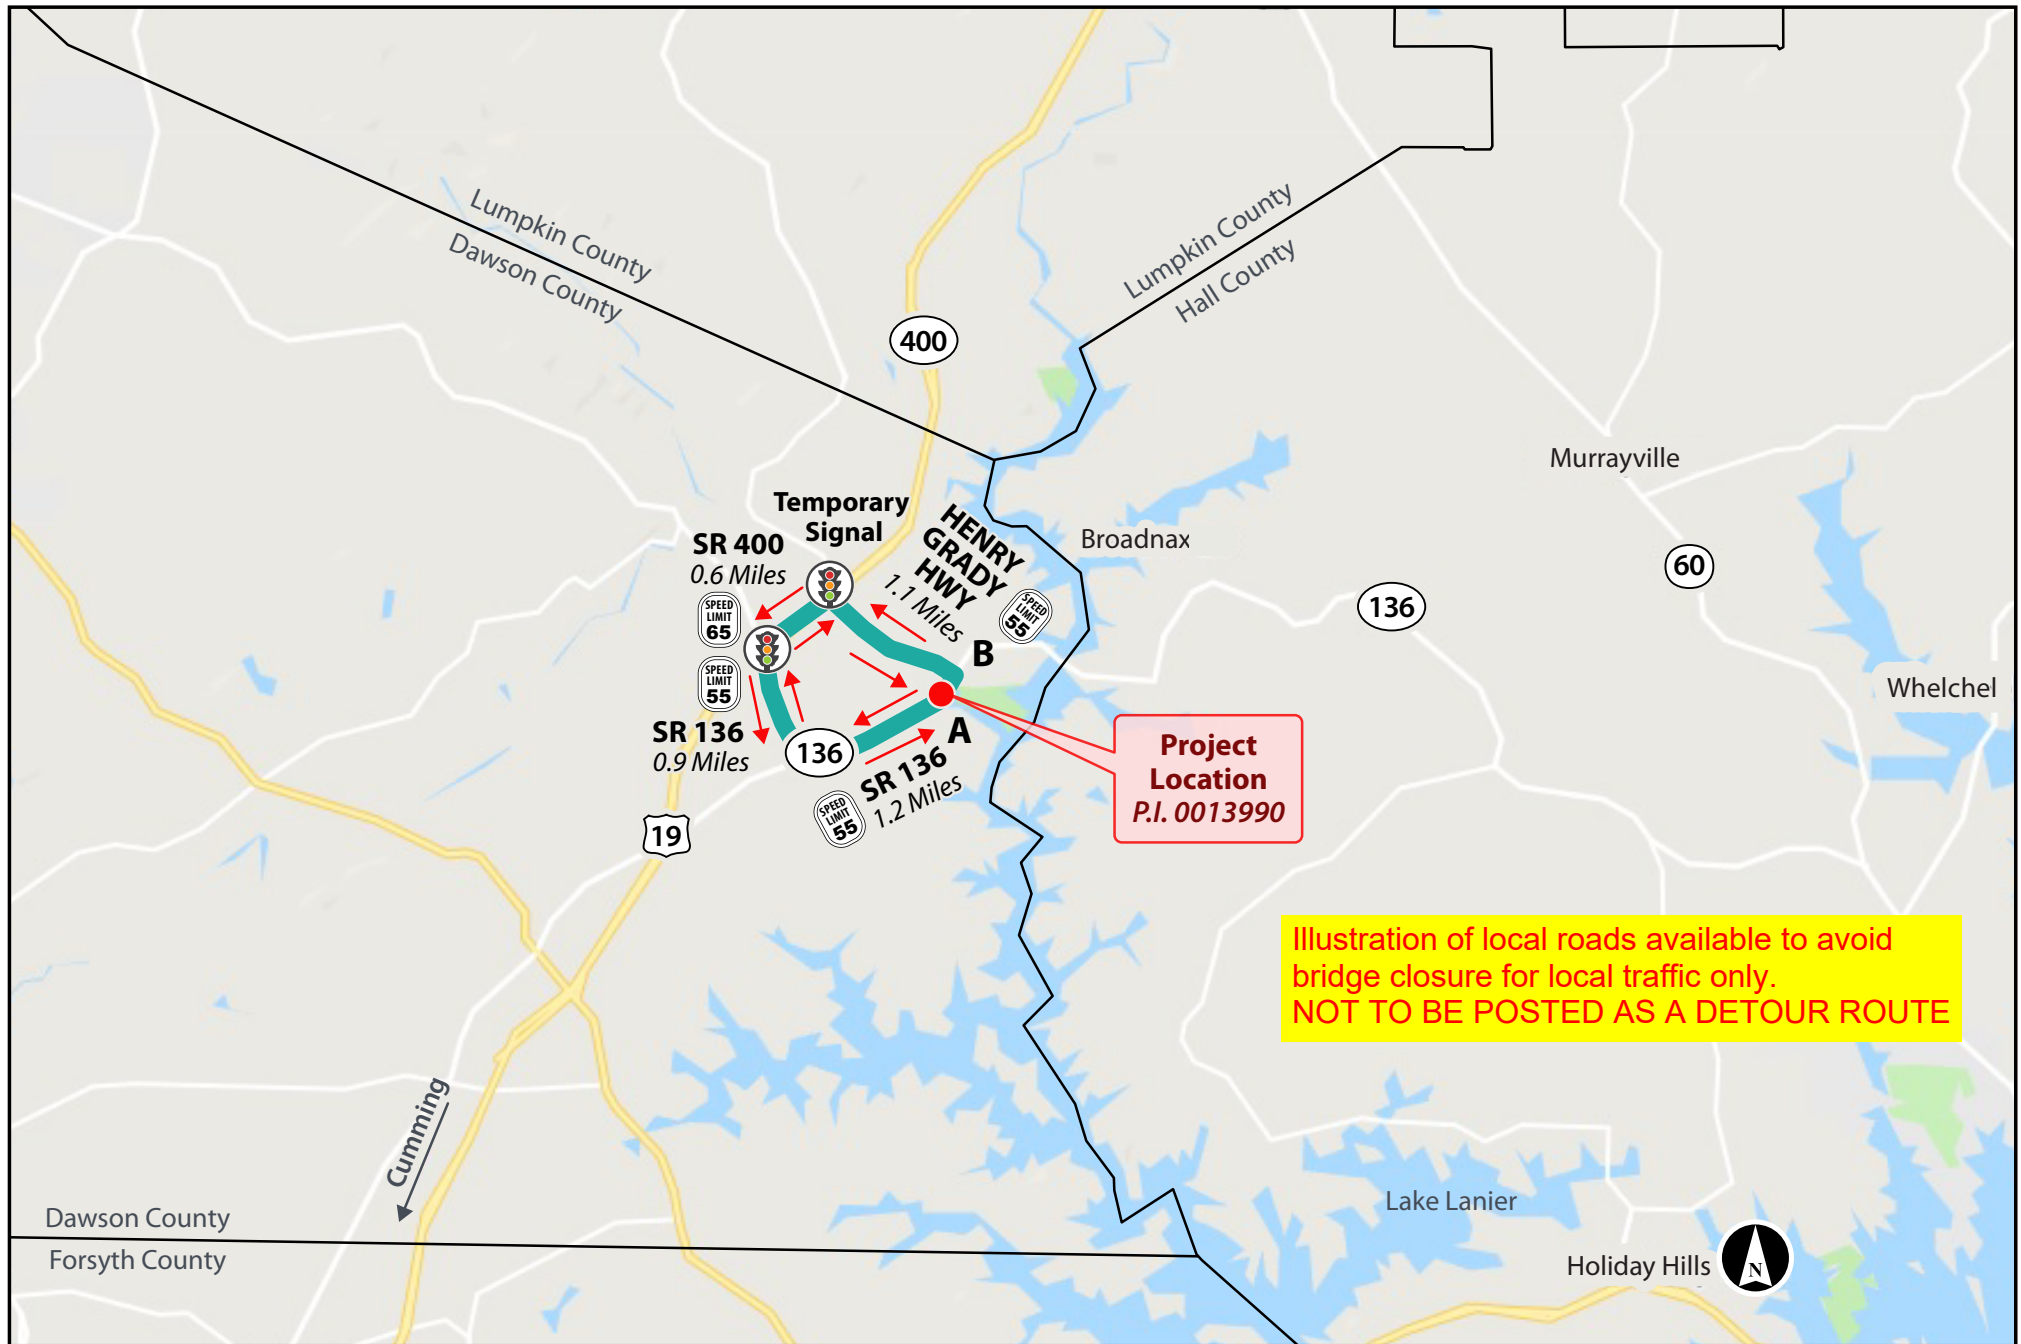 Lumpkin County
Dawson County
Lumpkin County
Hall County
400
Murrayville
Temporary
Signal
HENRY
GRADY
HWY
1.1 Miles
SPEED
LIMIT
55
Broadnax
SR 400
0.6 Miles
SPEED
LIMIT
65
60
136
B
SPEED
LIMIT
55
Whelchel
SR 136
0.9 Miles
136
A
SR 136
1.2 Miles
SPEED
LIMIT
55
Project
Location
P.I. 0013990
19
Illustration of local roads available to avoid
bridge closure for local traffic only.
NOT TO BE POSTED AS A DETOUR ROUTE
Cumming
Lake Lanier
Dawson County
Forsyth County
Holiday Hills
N